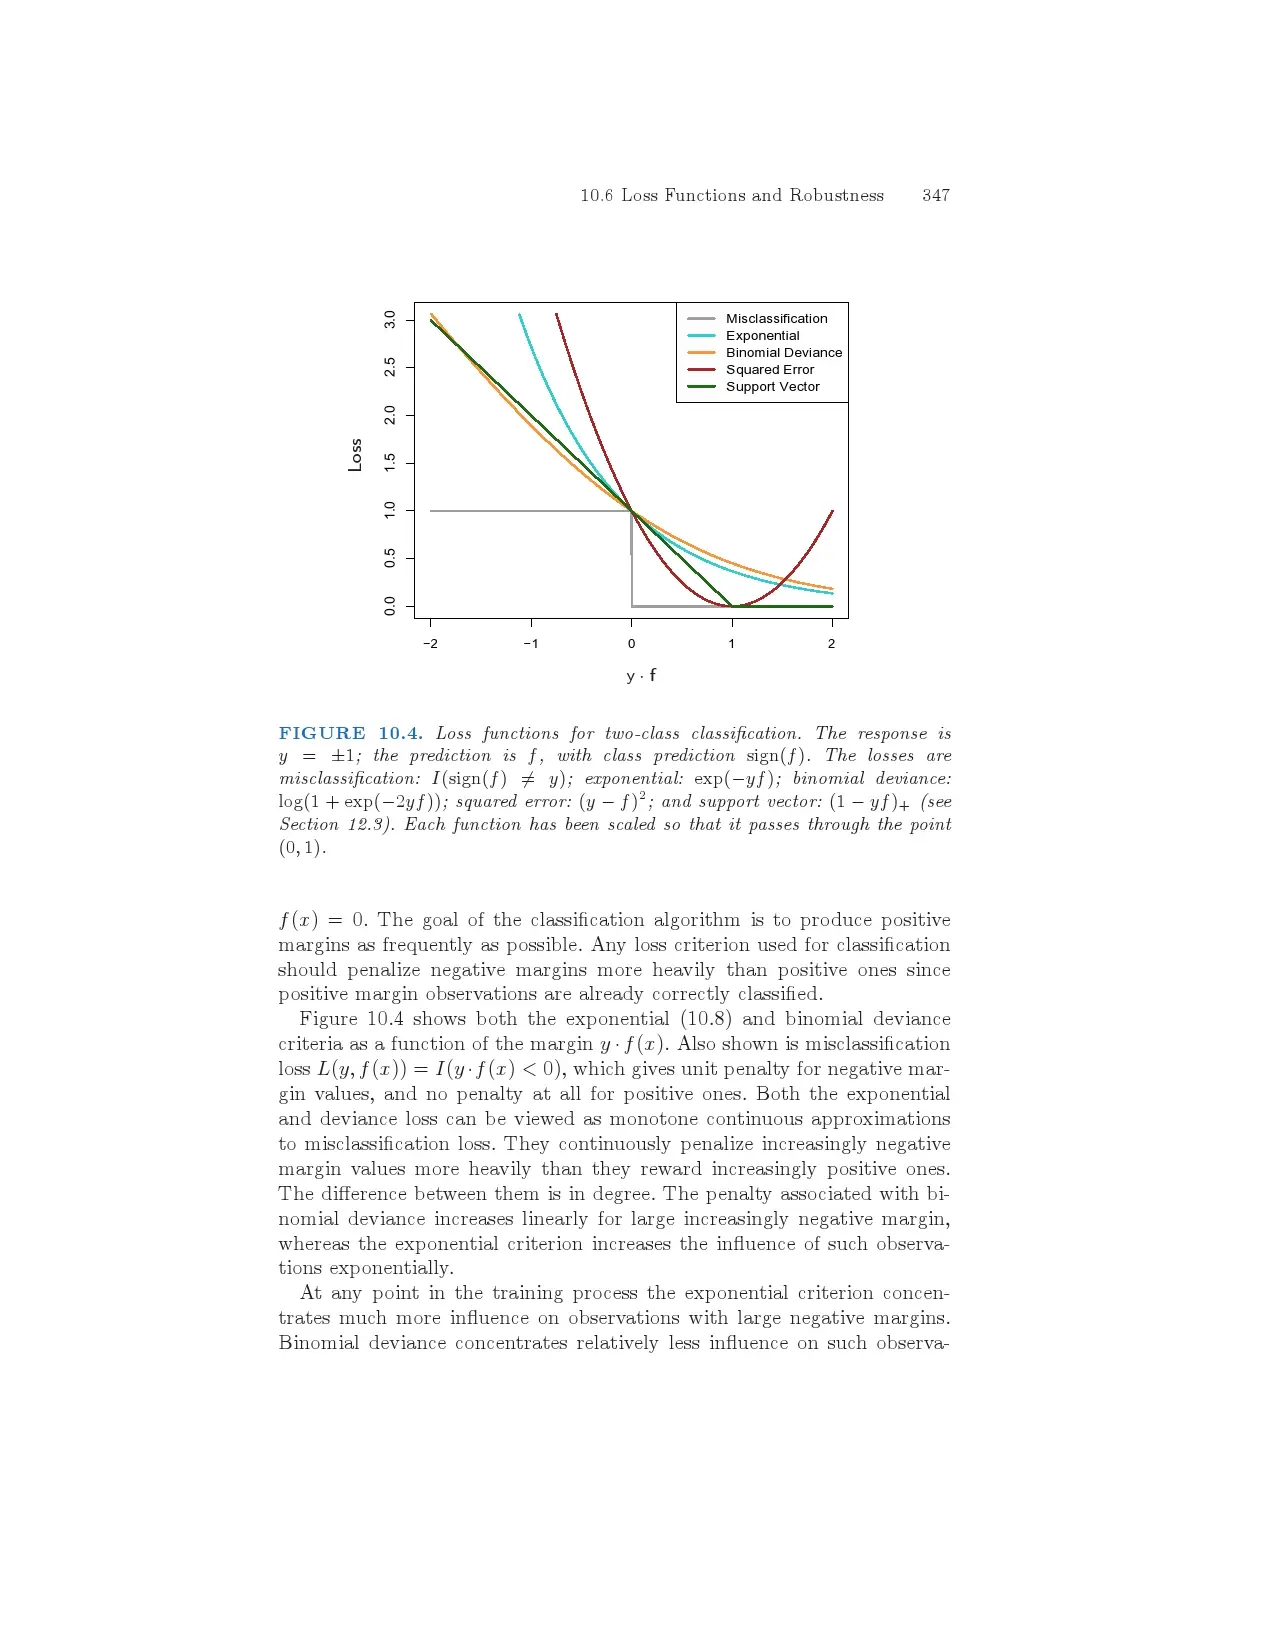 10.6 Loss Functions and Robustness 347
Misclassification
Exponential
Binomial Deviance
Squared Error
Support Vector
Loss
3.0
2.5
2.0
1.5
1.0
0.5
0.0
−2 −1 0 1 2
y · f
FIGURE 10.4. Loss functions for two-class classification. The response is
y = ±1; the prediction is f, with class prediction sign(f). The losses are
misclassification: I(sign(f) ≠ y); exponential: exp(−yf); binomial deviance:
log(1 + exp(−2yf)); squared error: (y − f)²; and support vector: (1 − yf)₊ (see
Section 12.3). Each function has been scaled so that it passes through the point
(0, 1).
f(x) = 0. The goal of the classification algorithm is to produce positive
margins as frequently as possible. Any loss criterion used for classification
should penalize negative margins more heavily than positive ones since
positive margin observations are already correctly classified.
Figure 10.4 shows both the exponential (10.8) and binomial deviance
criteria as a function of the margin y · f(x). Also shown is misclassification
loss L(y, f(x)) = I(y · f(x) < 0), which gives unit penalty for negative mar-
gin values, and no penalty at all for positive ones. Both the exponential
and deviance loss can be viewed as monotone continuous approximations
to misclassification loss. They continuously penalize increasingly negative
margin values more heavily than they reward increasingly positive ones.
The difference between them is in degree. The penalty associated with bi-
nomial deviance increases linearly for large increasingly negative margin,
whereas the exponential criterion increases the influence of such observa-
tions exponentially.
At any point in the training process the exponential criterion concen-
trates much more influence on observations with large negative margins.
Binomial deviance concentrates relatively less influence on such observa-